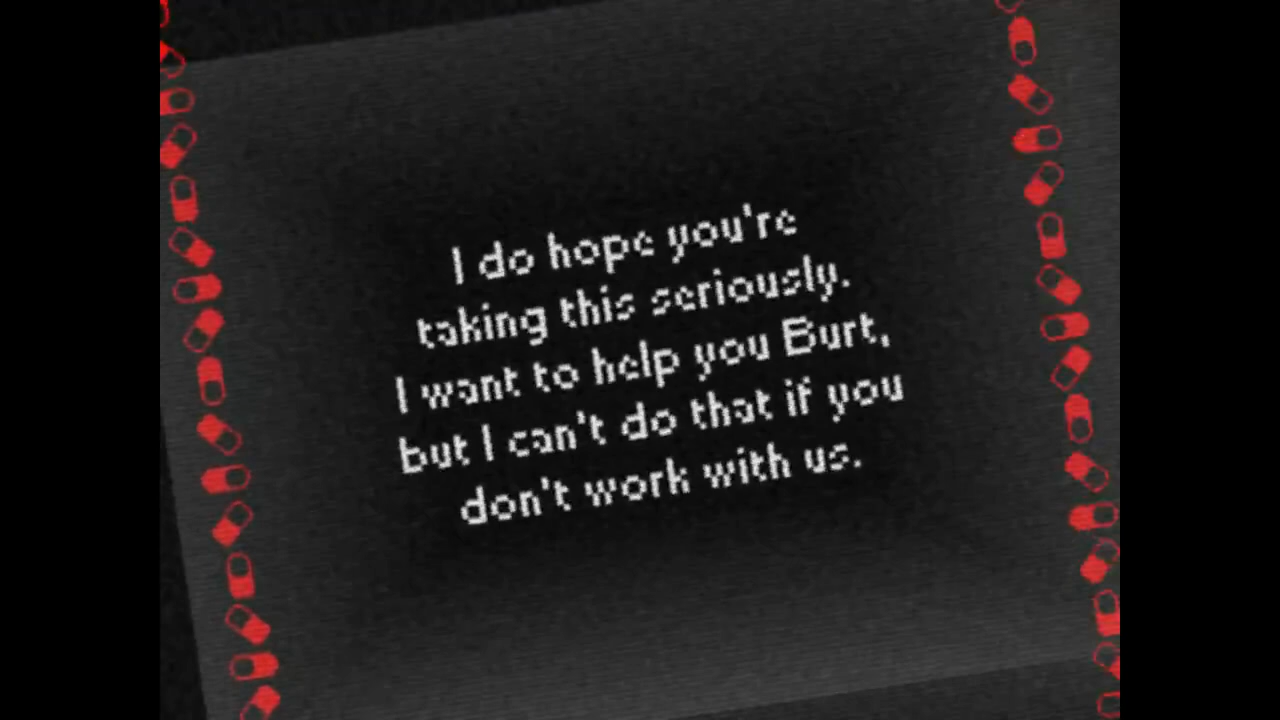 I do hope you're
taking this seriously.
I want to help you Burt,
but I can't do that if you
don't work with us.